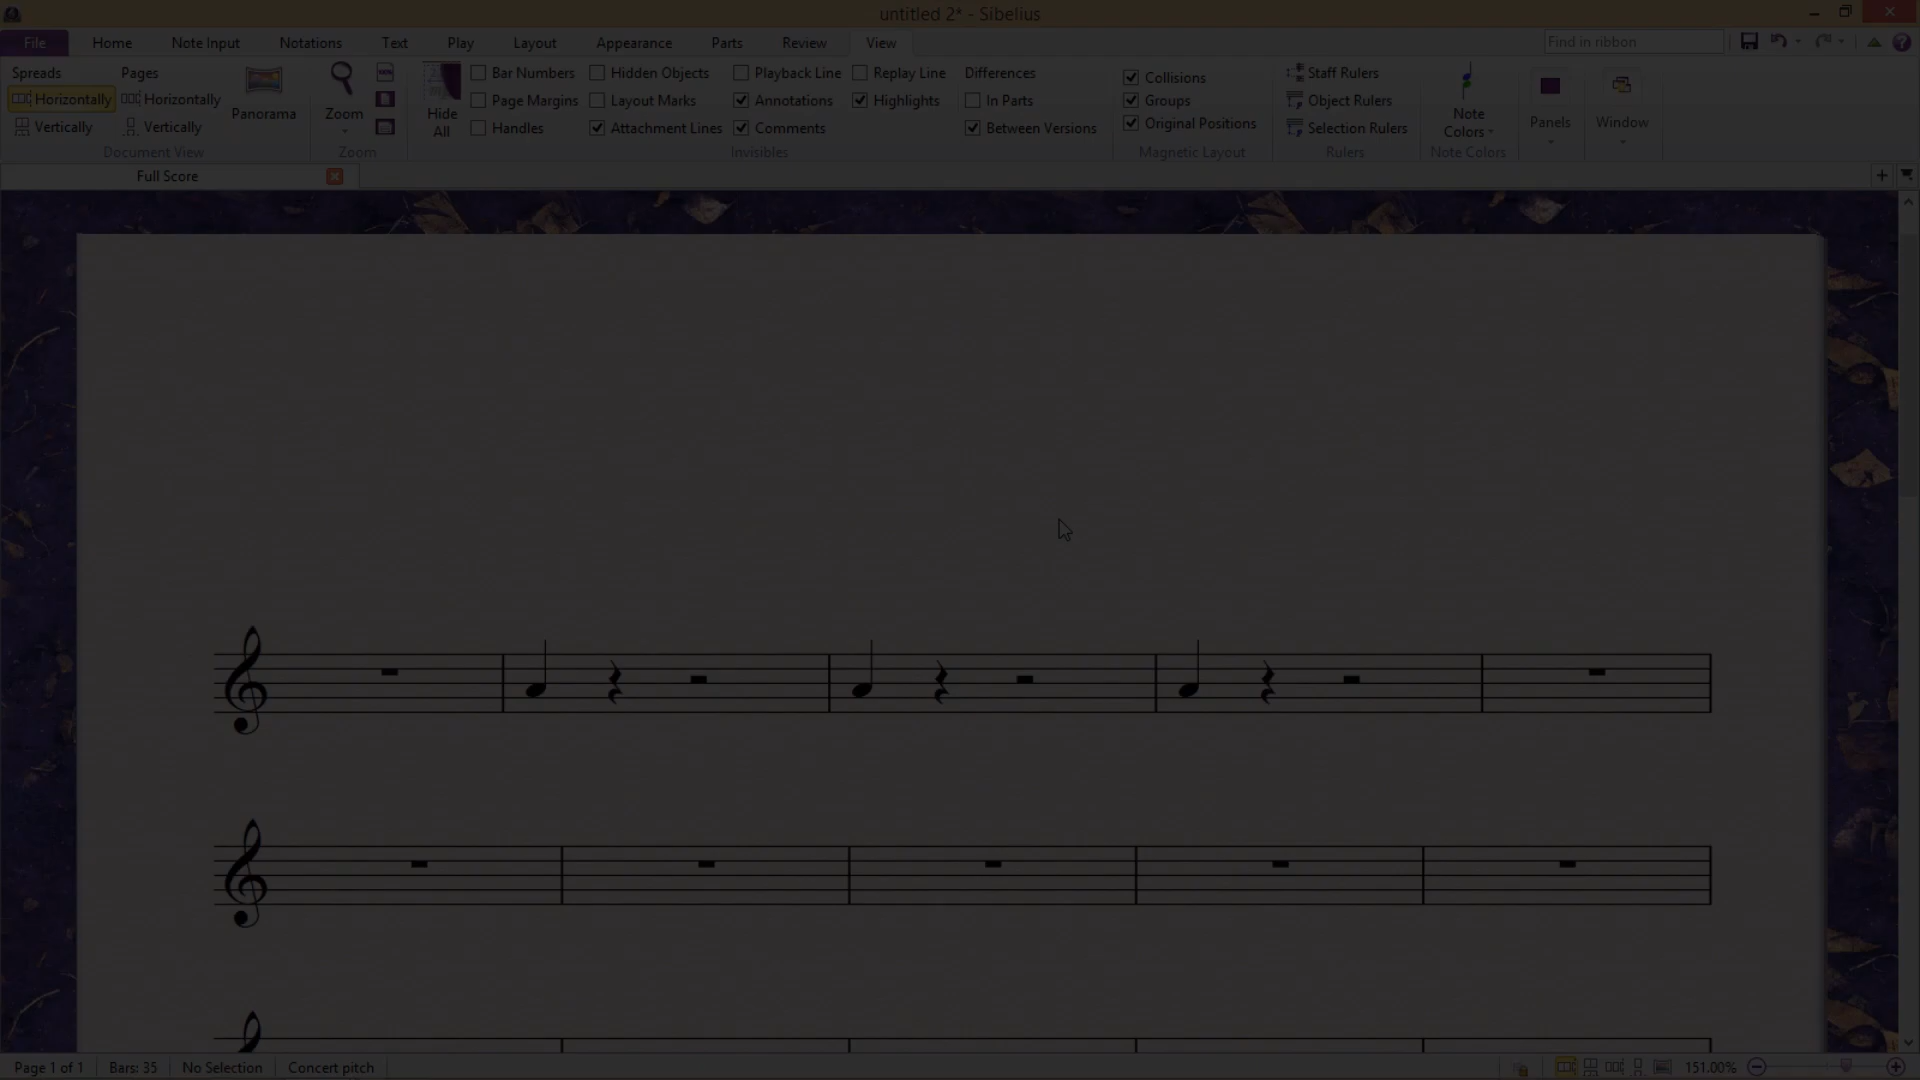 untitled 2* - Sibelius
File Home Note Input Notations Text Play Layout Appearance Parts Review View Find in ribbon
Spreads Pages Bar Numbers Hidden Objects Playback Line Replay Line Differences Collisions Staff Rulers
Horizontally Horizontally Panorama Zoom Hide All Page Margins Layout Marks Annotations Highlights In Parts Groups Object Rulers Note Colors Panels Window
Vertically Vertically Handles Attachment Lines Comments Between Versions Original Positions Selection Rulers
Document View Zoom Invisibles Magnetic Layout Rulers Note Colors
Full Score
Page 1 of 1 Bars: 35 No Selection Concert pitch 151.00%